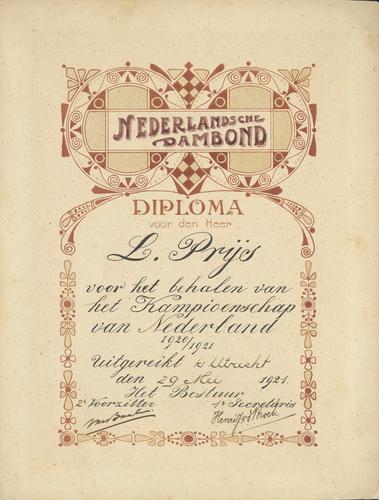 NEDERLANDSCHE
DAMBOND
DIPLOMA
voor den Heer
L. Prijs
voor het behalen van
het Kampioenschap
van Nederland
1920/1921
Uitgereikt te Utrecht
den 29 Mei 1921.
Het Bestuur
2e Voorzitter 1e Secretaris